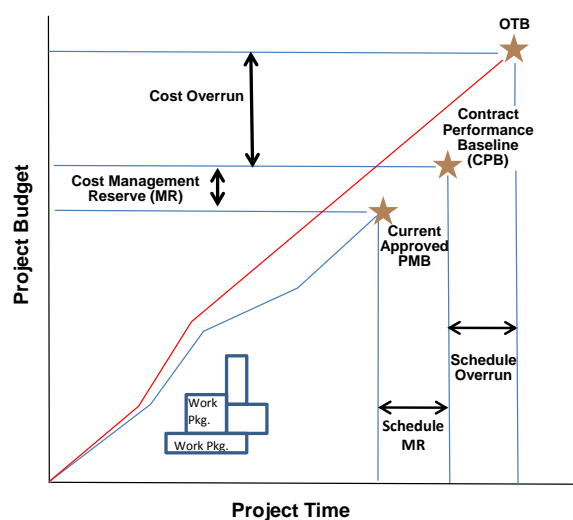 OTB
Cost Overrun
Contract
Performance
Baseline
(CPB)
Cost Management
Reserve (MR)
Current
Approved
PMB
Project Budget
Schedule
Overrun
Work
Pkg.
Work Pkg.
Schedule
MR
Project Time